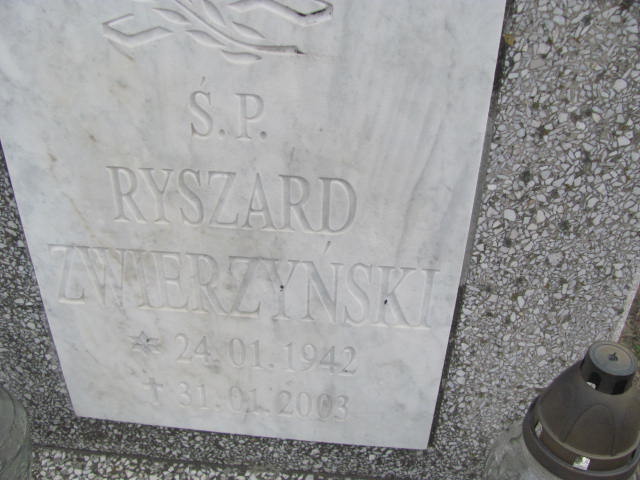 Ś.P.
RYSZARD
ZWIERZYŃSKI
* 24.01.1942
† 31.01.2003